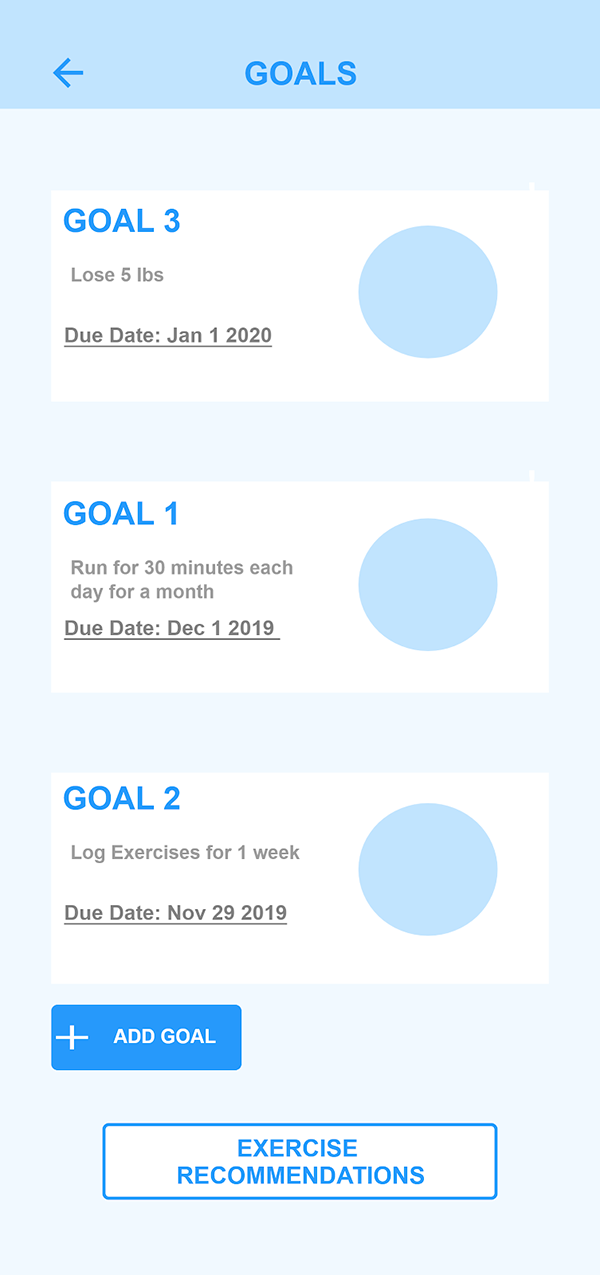 GOALS
GOAL 3
Lose 5 lbs
Due Date: Jan 1 2020
GOAL 1
Run for 30 minutes each
day for a month
Due Date: Dec 1 2019
GOAL 2
Log Exercises for 1 week
Due Date: Nov 29 2019
ADD GOAL
EXERCISE
RECOMMENDATIONS